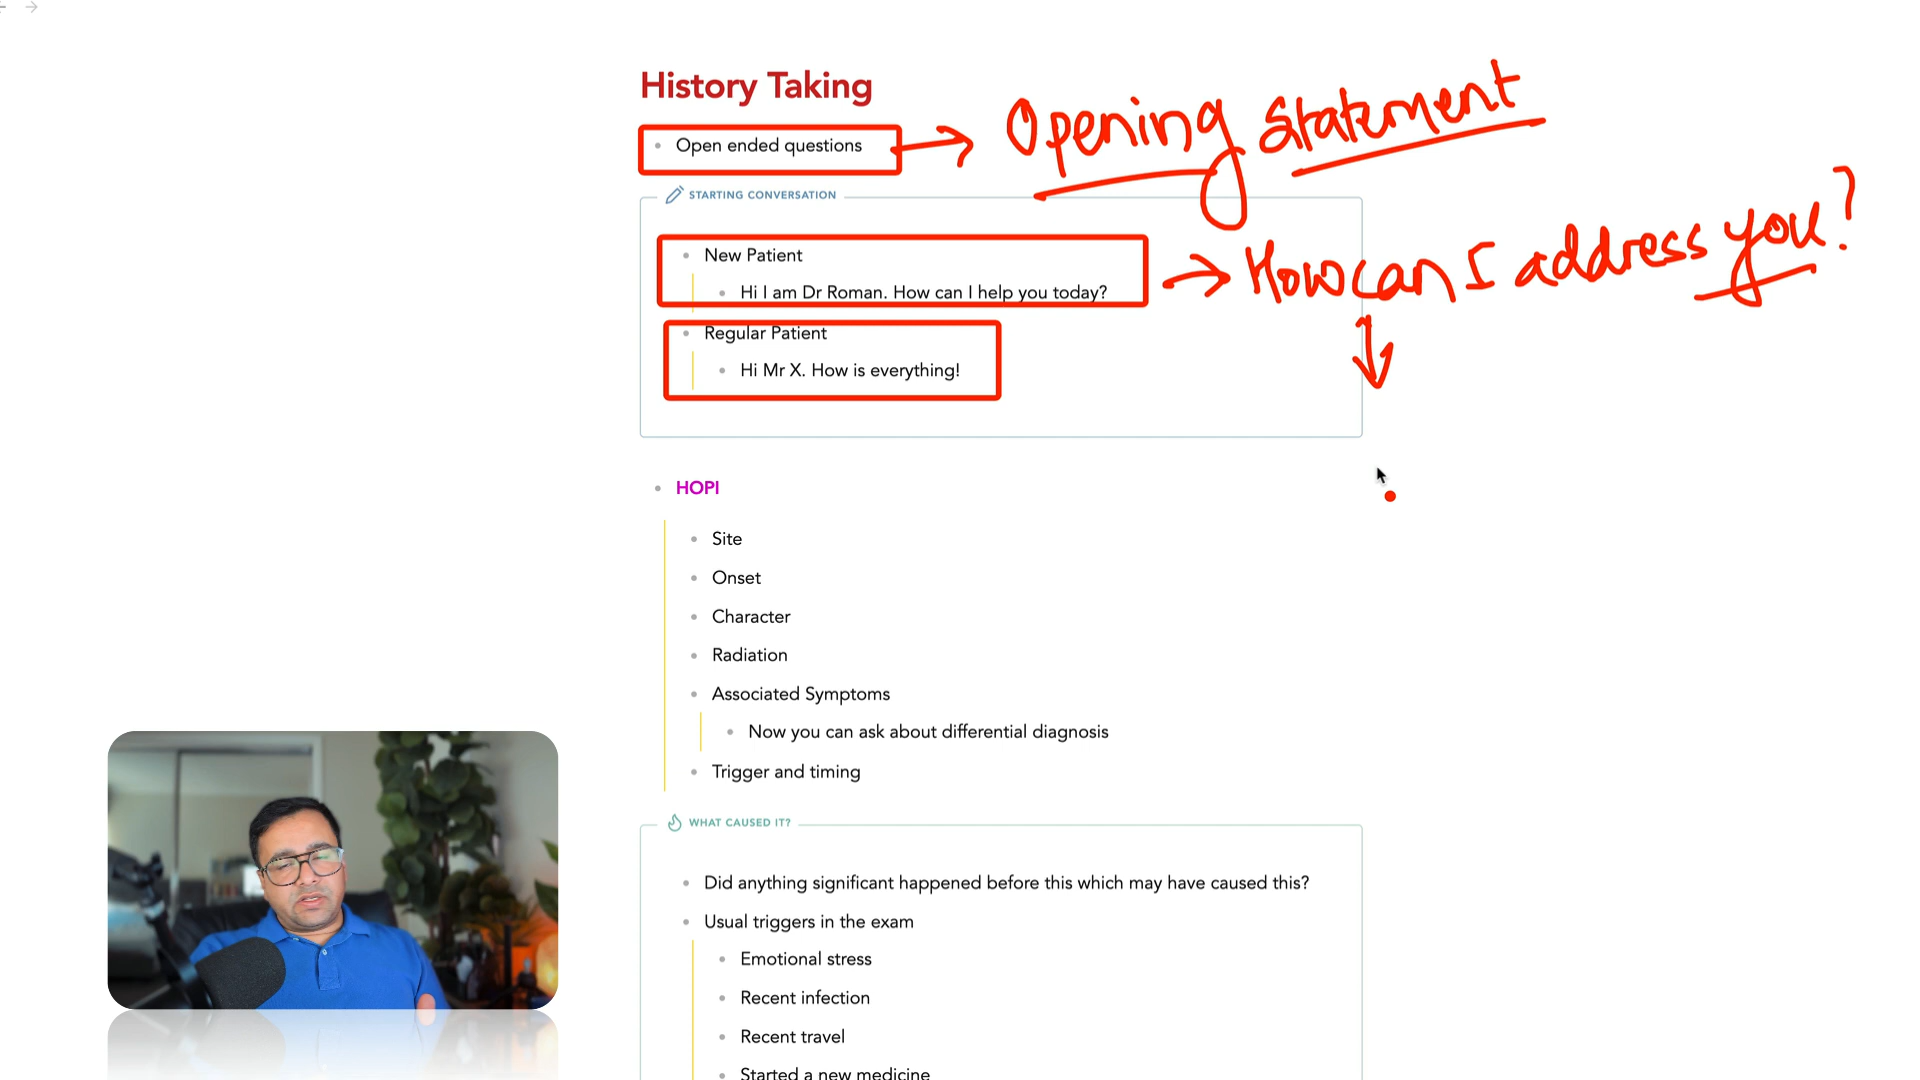 History Taking
Open ended questions
Opening statement
STARTING CONVERSATION
New Patient
Hi I am Dr Roman. How can I help you today?
How can I address you?
Regular Patient
Hi Mr X. How is everything!
HOPI
Site
Onset
Character
Radiation
Associated Symptoms
Now you can ask about differential diagnosis
Trigger and timing
WHAT CAUSED IT?
Did anything significant happened before this which may have caused this?
Usual triggers in the exam
Emotional stress
Recent infection
Recent travel
Started a new medicine